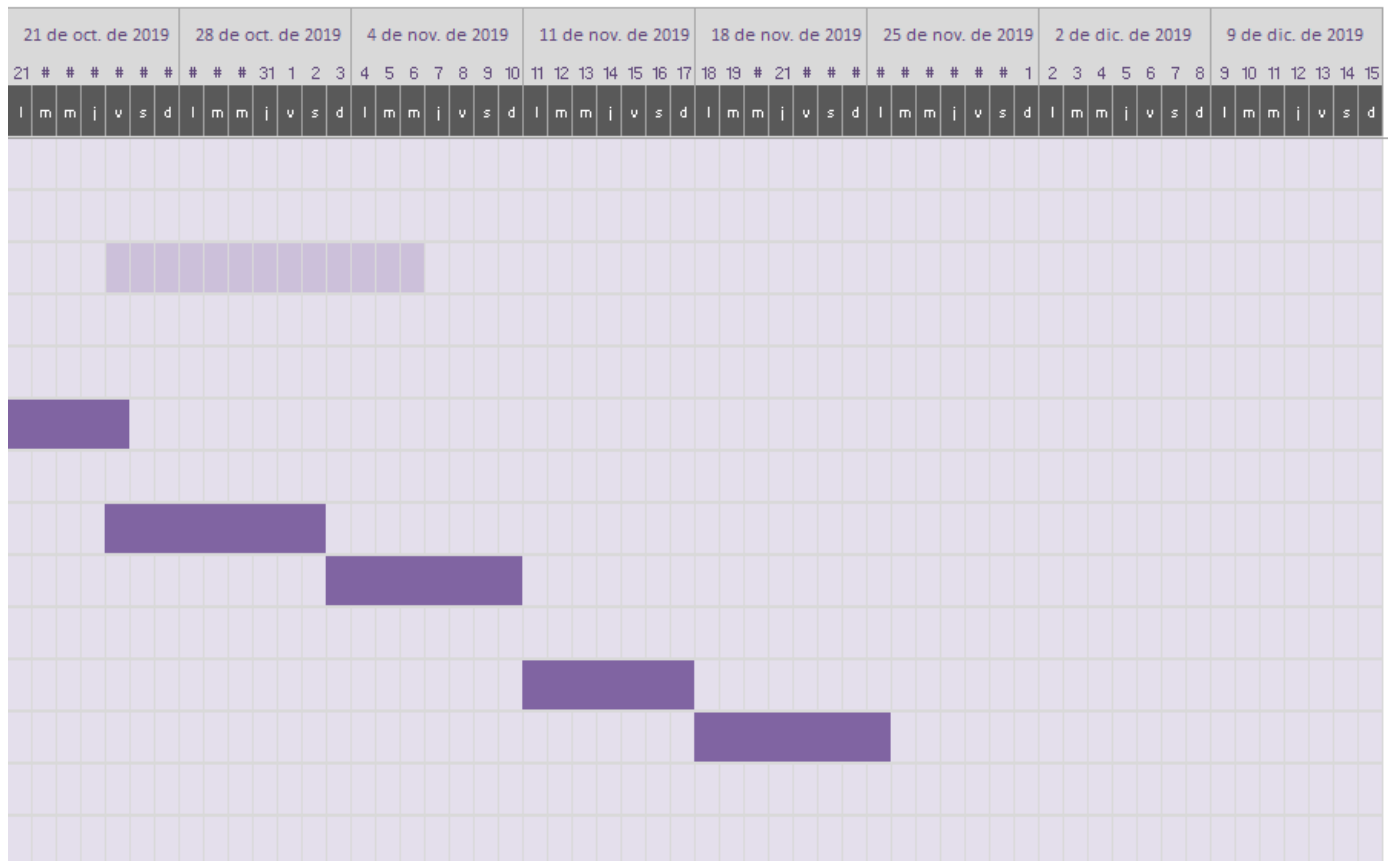 21 de oct. de 2019 28 de oct. de 2019 4 de nov. de 2019 11 de nov. de 2019 18 de nov. de 2019 25 de nov. de 2019 2 de dic. de 2019 9 de dic. de 2019
21 # # # # # # # # # 31 1 2 3 4 5 6 7 8 9 10 11 12 13 14 15 16 17 18 19 # 21 # # # # # # # # # 1 2 3 4 5 6 7 8 9 10 11 12 13 14 15
l m m j v s d l m m j v s d l m m j v s d l m m j v s d l m m j v s d l m m j v s d l m m j v s d l m m j v s d